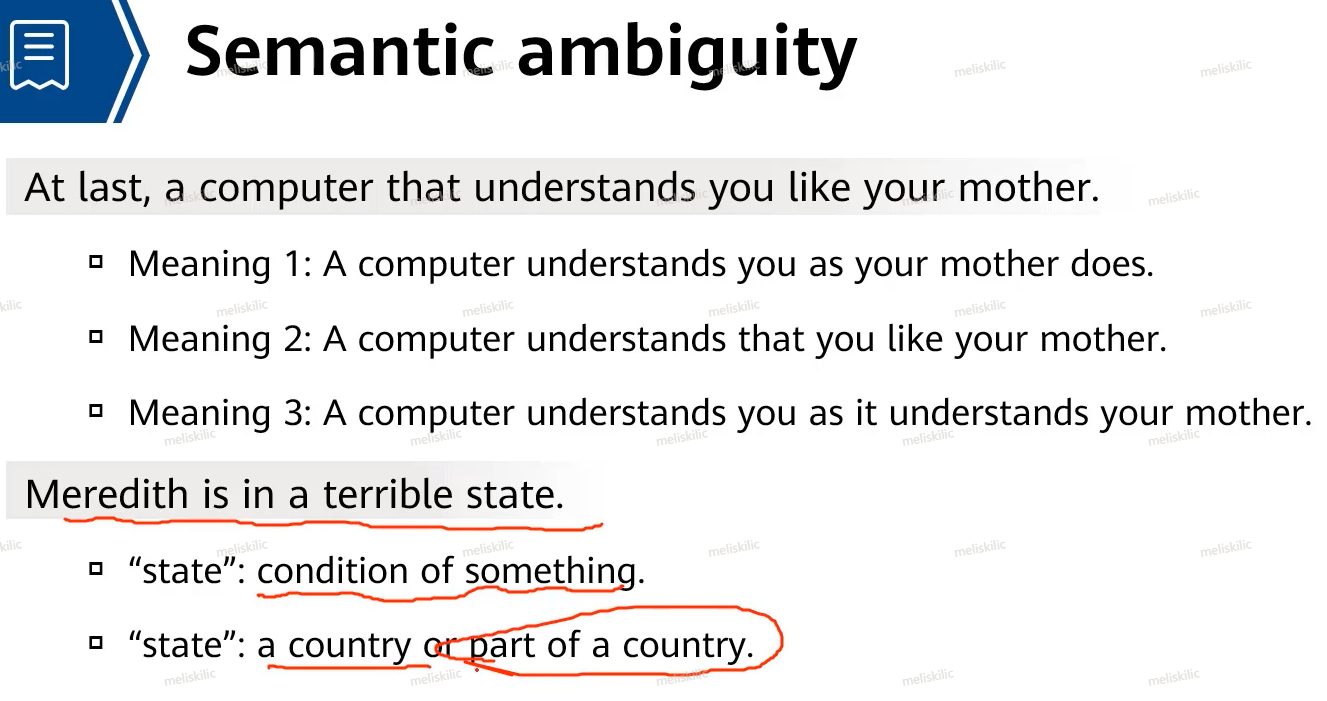 Semantic ambiguity
At last, a computer that understands you like your mother.
Meaning 1: A computer understands you as your mother does.
Meaning 2: A computer understands that you like your mother.
Meaning 3: A computer understands you as it understands your mother.
Meredith is in a terrible state.
“state”: condition of something.
“state”: a country or part of a country.
meliskilic